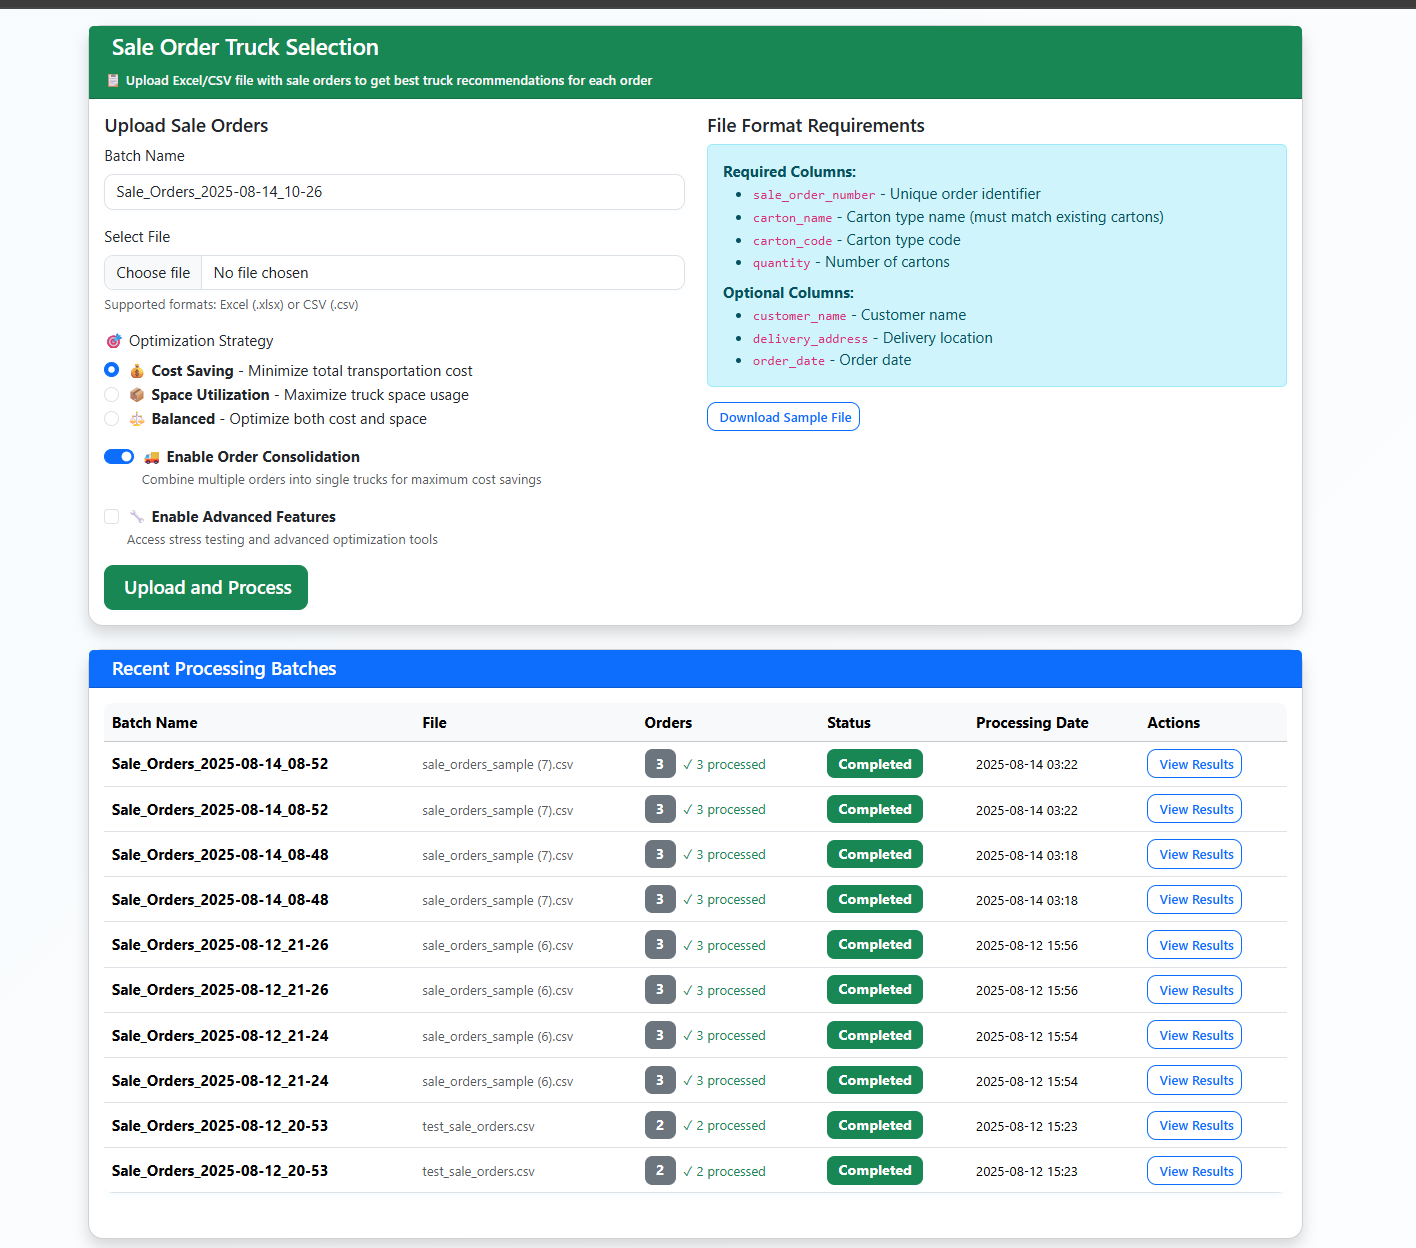 Sale Order Truck Selection
📋 Upload Excel/CSV file with sale orders to get best truck recommendations for each order
Upload Sale Orders
Batch Name
Sale_Orders_2025-08-14_10-26
Select File
Choose file No file chosen
Supported formats: Excel (.xlsx) or CSV (.csv)
🎯 Optimization Strategy
💰 Cost Saving - Minimize total transportation cost
📦 Space Utilization - Maximize truck space usage
⚖️ Balanced - Optimize both cost and space
🚚 Enable Order Consolidation
Combine multiple orders into single trucks for maximum cost savings
🔧 Enable Advanced Features
Access stress testing and advanced optimization tools
Upload and Process
File Format Requirements
Required Columns:
• sale_order_number - Unique order identifier
• carton_name - Carton type name (must match existing cartons)
• carton_code - Carton type code
• quantity - Number of cartons
Optional Columns:
• customer_name - Customer name
• delivery_address - Delivery location
• order_date - Order date
Download Sample File
Recent Processing Batches
Batch Name File Orders Status Processing Date Actions
Sale_Orders_2025-08-14_08-52 sale_orders_sample (7).csv 3 ✓ 3 processed Completed 2025-08-14 03:22 View Results
Sale_Orders_2025-08-14_08-52 sale_orders_sample (7).csv 3 ✓ 3 processed Completed 2025-08-14 03:22 View Results
Sale_Orders_2025-08-14_08-48 sale_orders_sample (7).csv 3 ✓ 3 processed Completed 2025-08-14 03:18 View Results
Sale_Orders_2025-08-14_08-48 sale_orders_sample (7).csv 3 ✓ 3 processed Completed 2025-08-14 03:18 View Results
Sale_Orders_2025-08-12_21-26 sale_orders_sample (6).csv 3 ✓ 3 processed Completed 2025-08-12 15:56 View Results
Sale_Orders_2025-08-12_21-26 sale_orders_sample (6).csv 3 ✓ 3 processed Completed 2025-08-12 15:56 View Results
Sale_Orders_2025-08-12_21-24 sale_orders_sample (6).csv 3 ✓ 3 processed Completed 2025-08-12 15:54 View Results
Sale_Orders_2025-08-12_21-24 sale_orders_sample (6).csv 3 ✓ 3 processed Completed 2025-08-12 15:54 View Results
Sale_Orders_2025-08-12_20-53 test_sale_orders.csv 2 ✓ 2 processed Completed 2025-08-12 15:23 View Results
Sale_Orders_2025-08-12_20-53 test_sale_orders.csv 2 ✓ 2 processed Completed 2025-08-12 15:23 View Results